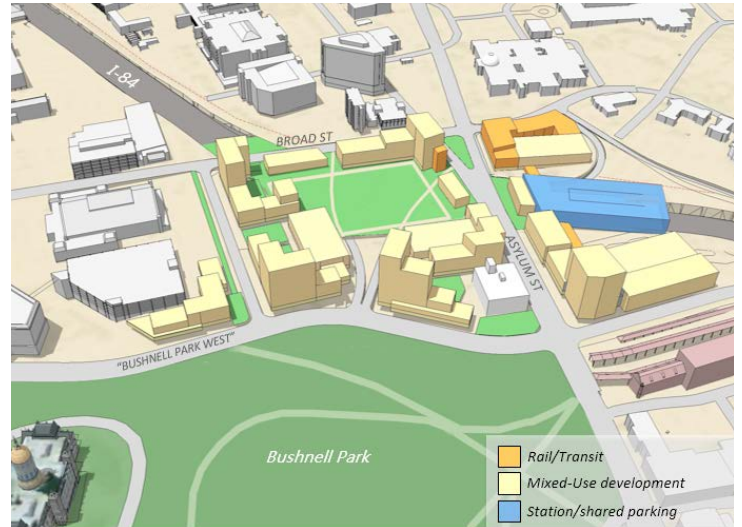 I-84
BROAD ST
ASYLUM ST
"BUSHNELL PARK WEST"
Bushnell Park
Rail/Transit
Mixed-Use development
Station/shared parking